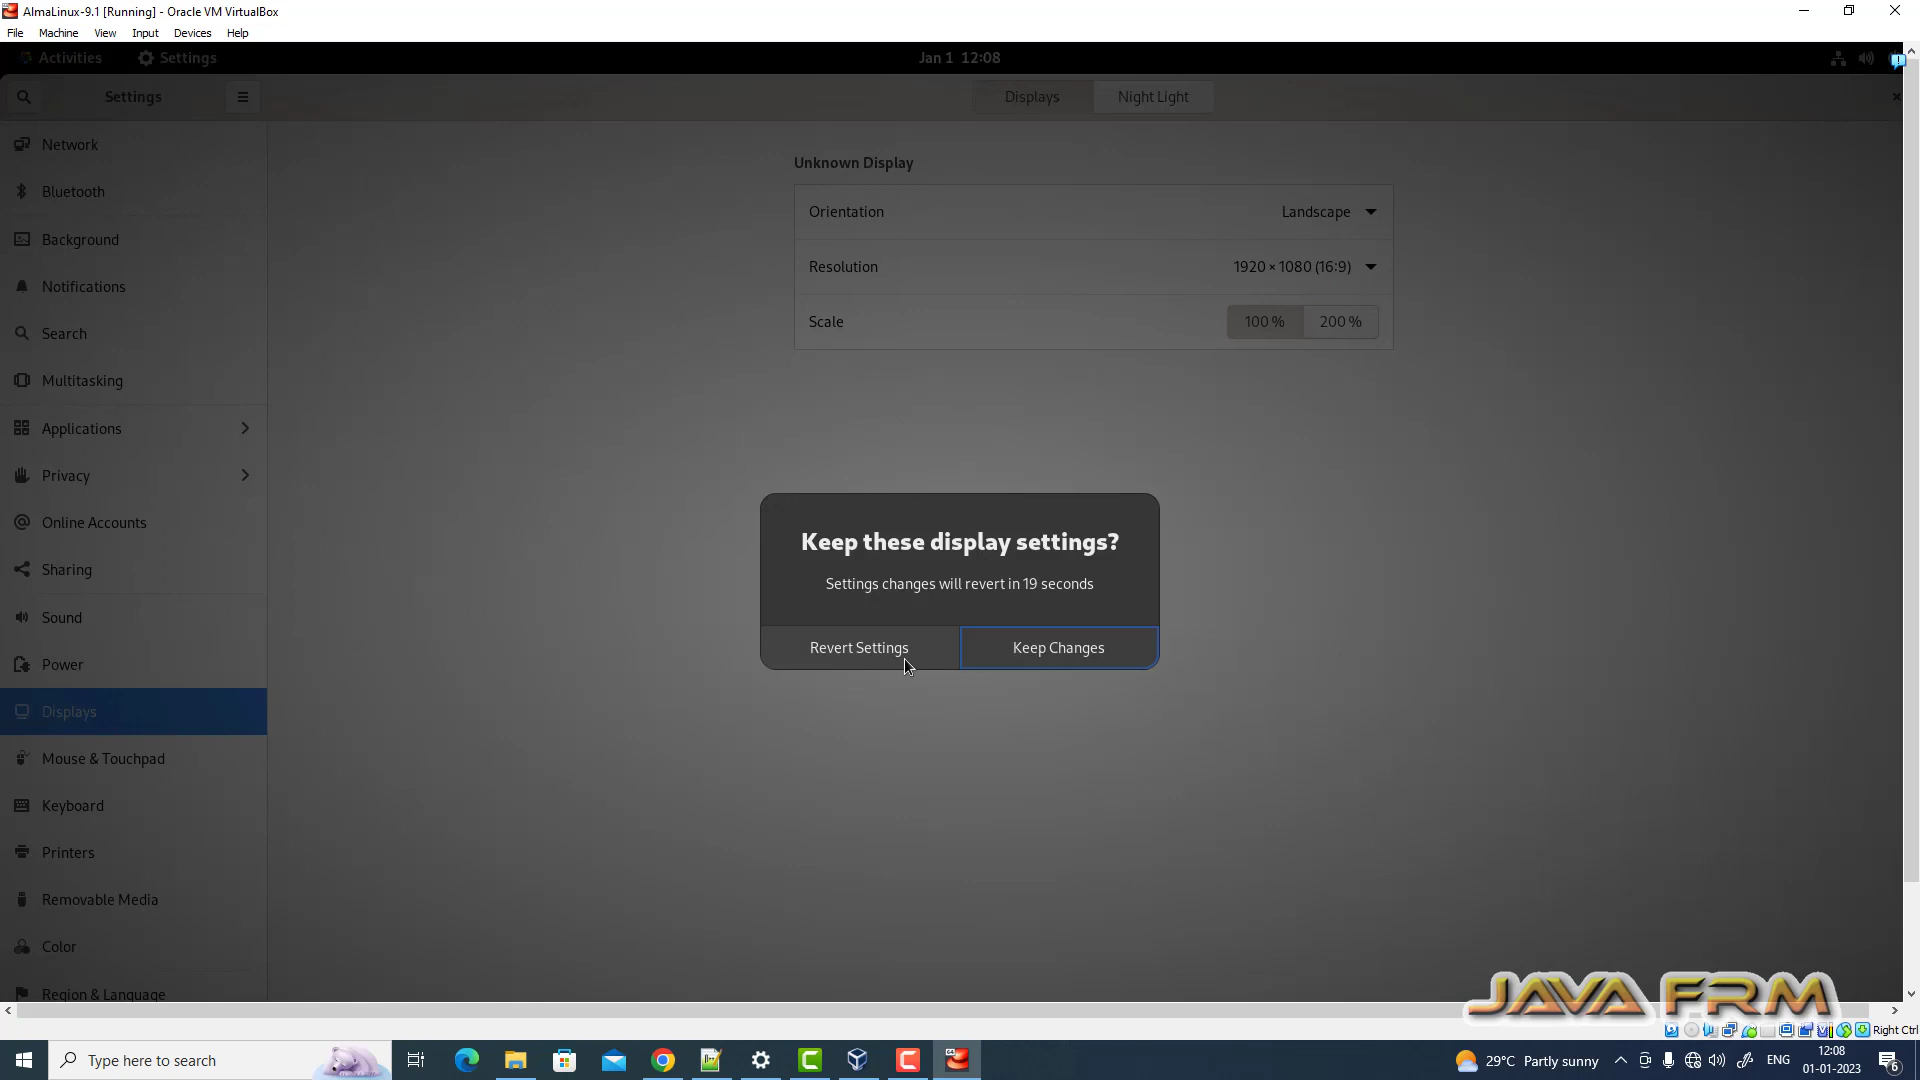 AlmaLinux-9.1 [Running] - Oracle VM VirtualBox
File Machine View Input Devices Help
Activities Settings Jan 1 12:08
Settings Displays Night Light
Network
Bluetooth
Background
Notifications
Search
Multitasking
Applications
Privacy
Online Accounts
Sharing
Sound
Power
Displays
Mouse & Touchpad
Keyboard
Printers
Removable Media
Color
Region & Language
Unknown Display
Orientation Landscape
Resolution 1920 × 1080 (16:9)
Scale 100 % 200 %
Keep these display settings?
Settings changes will revert in 19 seconds
Revert Settings Keep Changes
JAVA FRM
Right Ctrl
Type here to search
29°C Partly sunny
ENG
12:08
01-01-2023
6